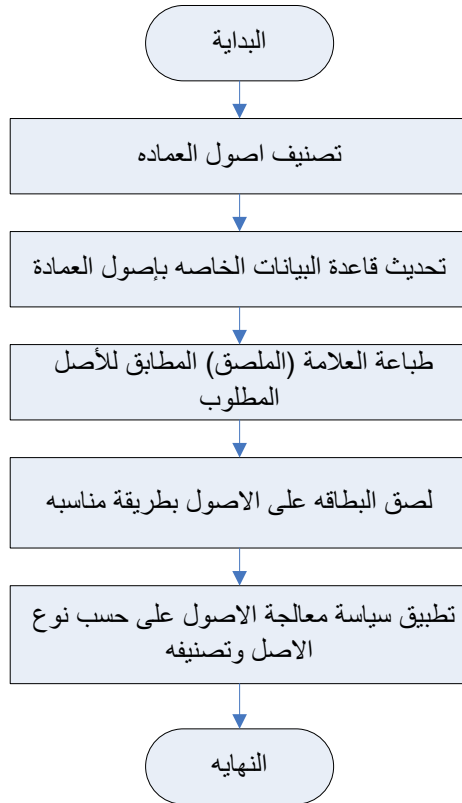 البداية
تصنيف اصول العماده
تحديث قاعدة البيانات الخاصه بإصول العمادة
طباعة العلامة (الملصق) المطابق للأصل
المطلوب
لصق البطاقه على الاصول بطريقة مناسبه
تطبيق سياسة معالجة الاصول على حسب نوع
الاصل وتصنيفه
النهايه